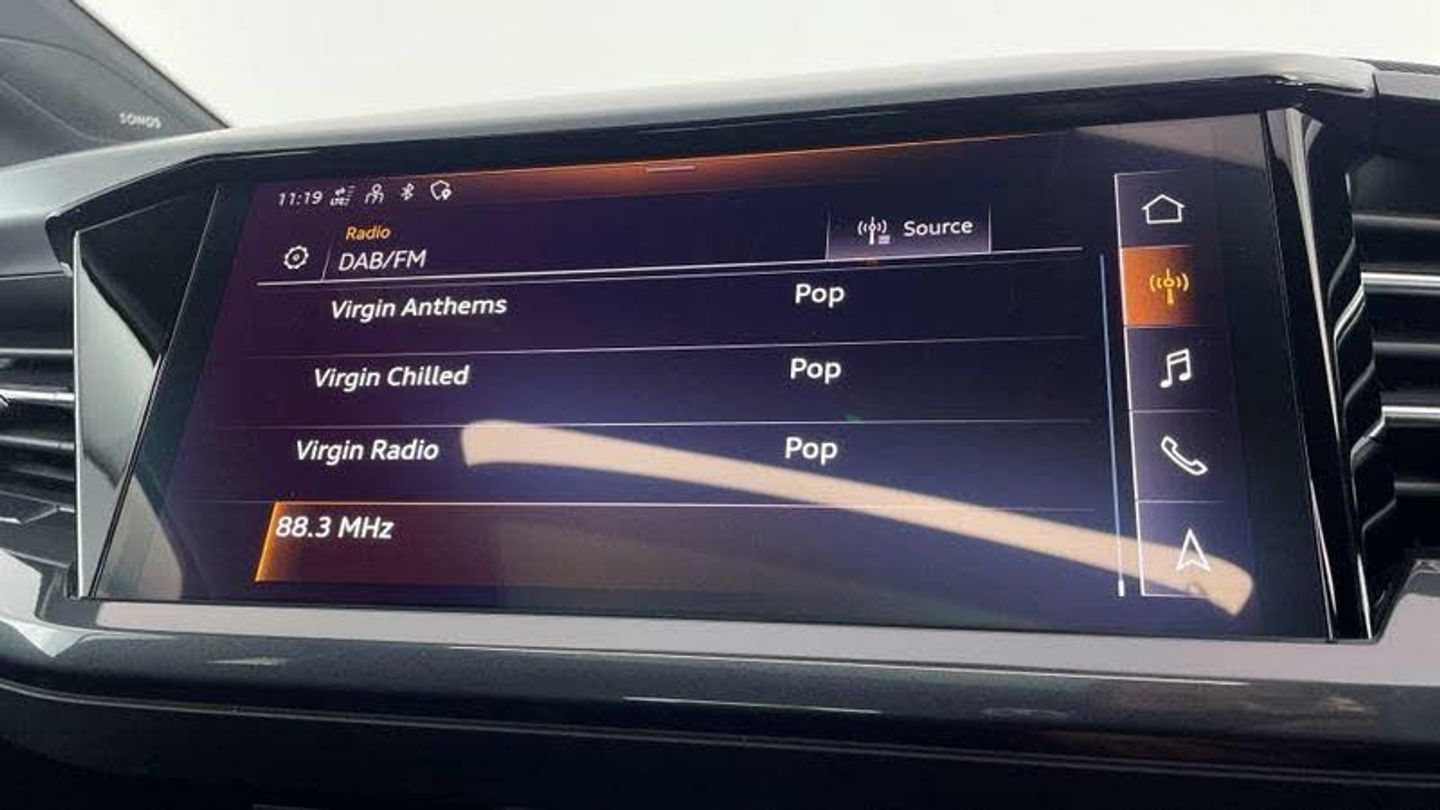 SONOS
11:19
Radio
DAB/FM
Source
Virgin Anthems Pop
Virgin Chilled Pop
Virgin Radio Pop
88.3 MHz